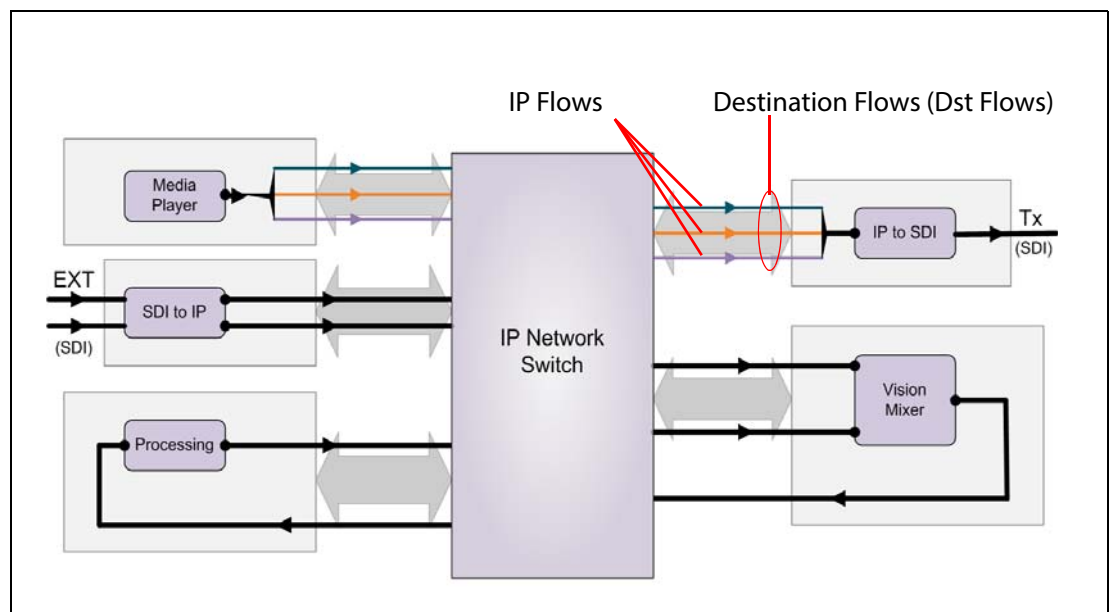 IP Flows
Destination Flows (Dst Flows)
Media
Player
IP to SDI
Tx
(SDI)
EXT
SDI to IP
(SDI)
IP Network
Switch
Vision
Mixer
Processing